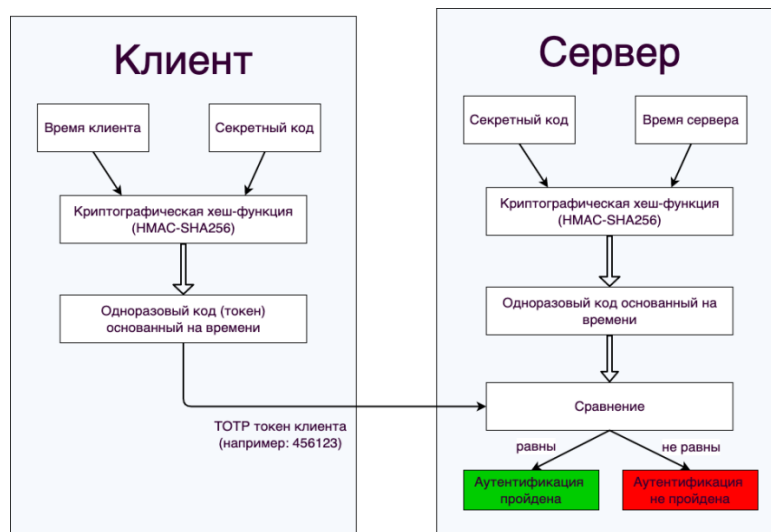 Клиент
Время клиента
Секретный код
Криптографическая хеш-функция
(HMAC-SHA256)
Одноразовый код (токен)
основанный на времени
TOTP токен клиента
(например: 456123)
Сервер
Секретный код
Время сервера
Криптографическая хеш-функция
(HMAC-SHA256)
Одноразовый код основанный на
времени
Сравнение
равны
не равны
Аутентификация
пройдена
Аутентификация
не пройдена